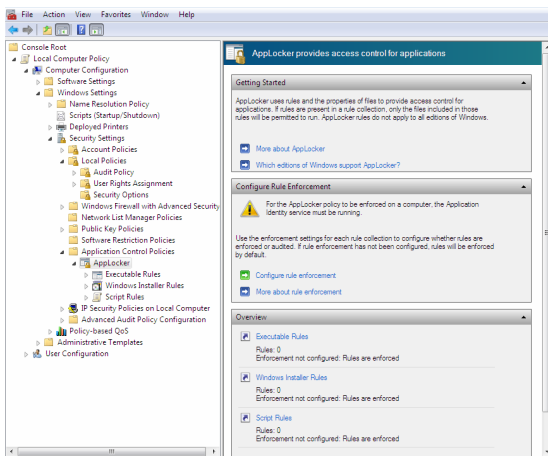 File Action View Favorites Window Help
Console Root
Local Computer Policy
Computer Configuration
Software Settings
Windows Settings
Name Resolution Policy
Scripts (Startup/Shutdown)
Deployed Printers
Security Settings
Account Policies
Local Policies
Audit Policy
User Rights Assignment
Security Options
Windows Firewall with Advanced Security
Network List Manager Policies
Public Key Policies
Software Restriction Policies
Application Control Policies
AppLocker
Executable Rules
Windows Installer Rules
Script Rules
IP Security Policies on Local Computer
Advanced Audit Policy Configuration
Policy-based QoS
Administrative Templates
User Configuration
AppLocker provides access control for applications
Getting Started
AppLocker uses rules and the properties of files to provide access control for
applications. If rules are present in a rule collection, only the files included in those
rules will be permitted to run. AppLocker rules do not apply to all editions of Windows.
More about AppLocker
Which editions of Windows support AppLocker?
Configure Rule Enforcement
For the AppLocker policy to be enforced on a computer, the Application
Identity service must be running.
Use the enforcement settings for each rule collection to configure whether rules are
enforced or audited. If rule enforcement has not been configured, rules will be enforced
by default.
Configure rule enforcement
More about rule enforcement
Overview
Executable Rules
Rules: 0
Enforcement not configured: Rules are enforced
Windows Installer Rules
Rules: 0
Enforcement not configured: Rules are enforced
Script Rules
Rules: 0
Enforcement not configured: Rules are enforced